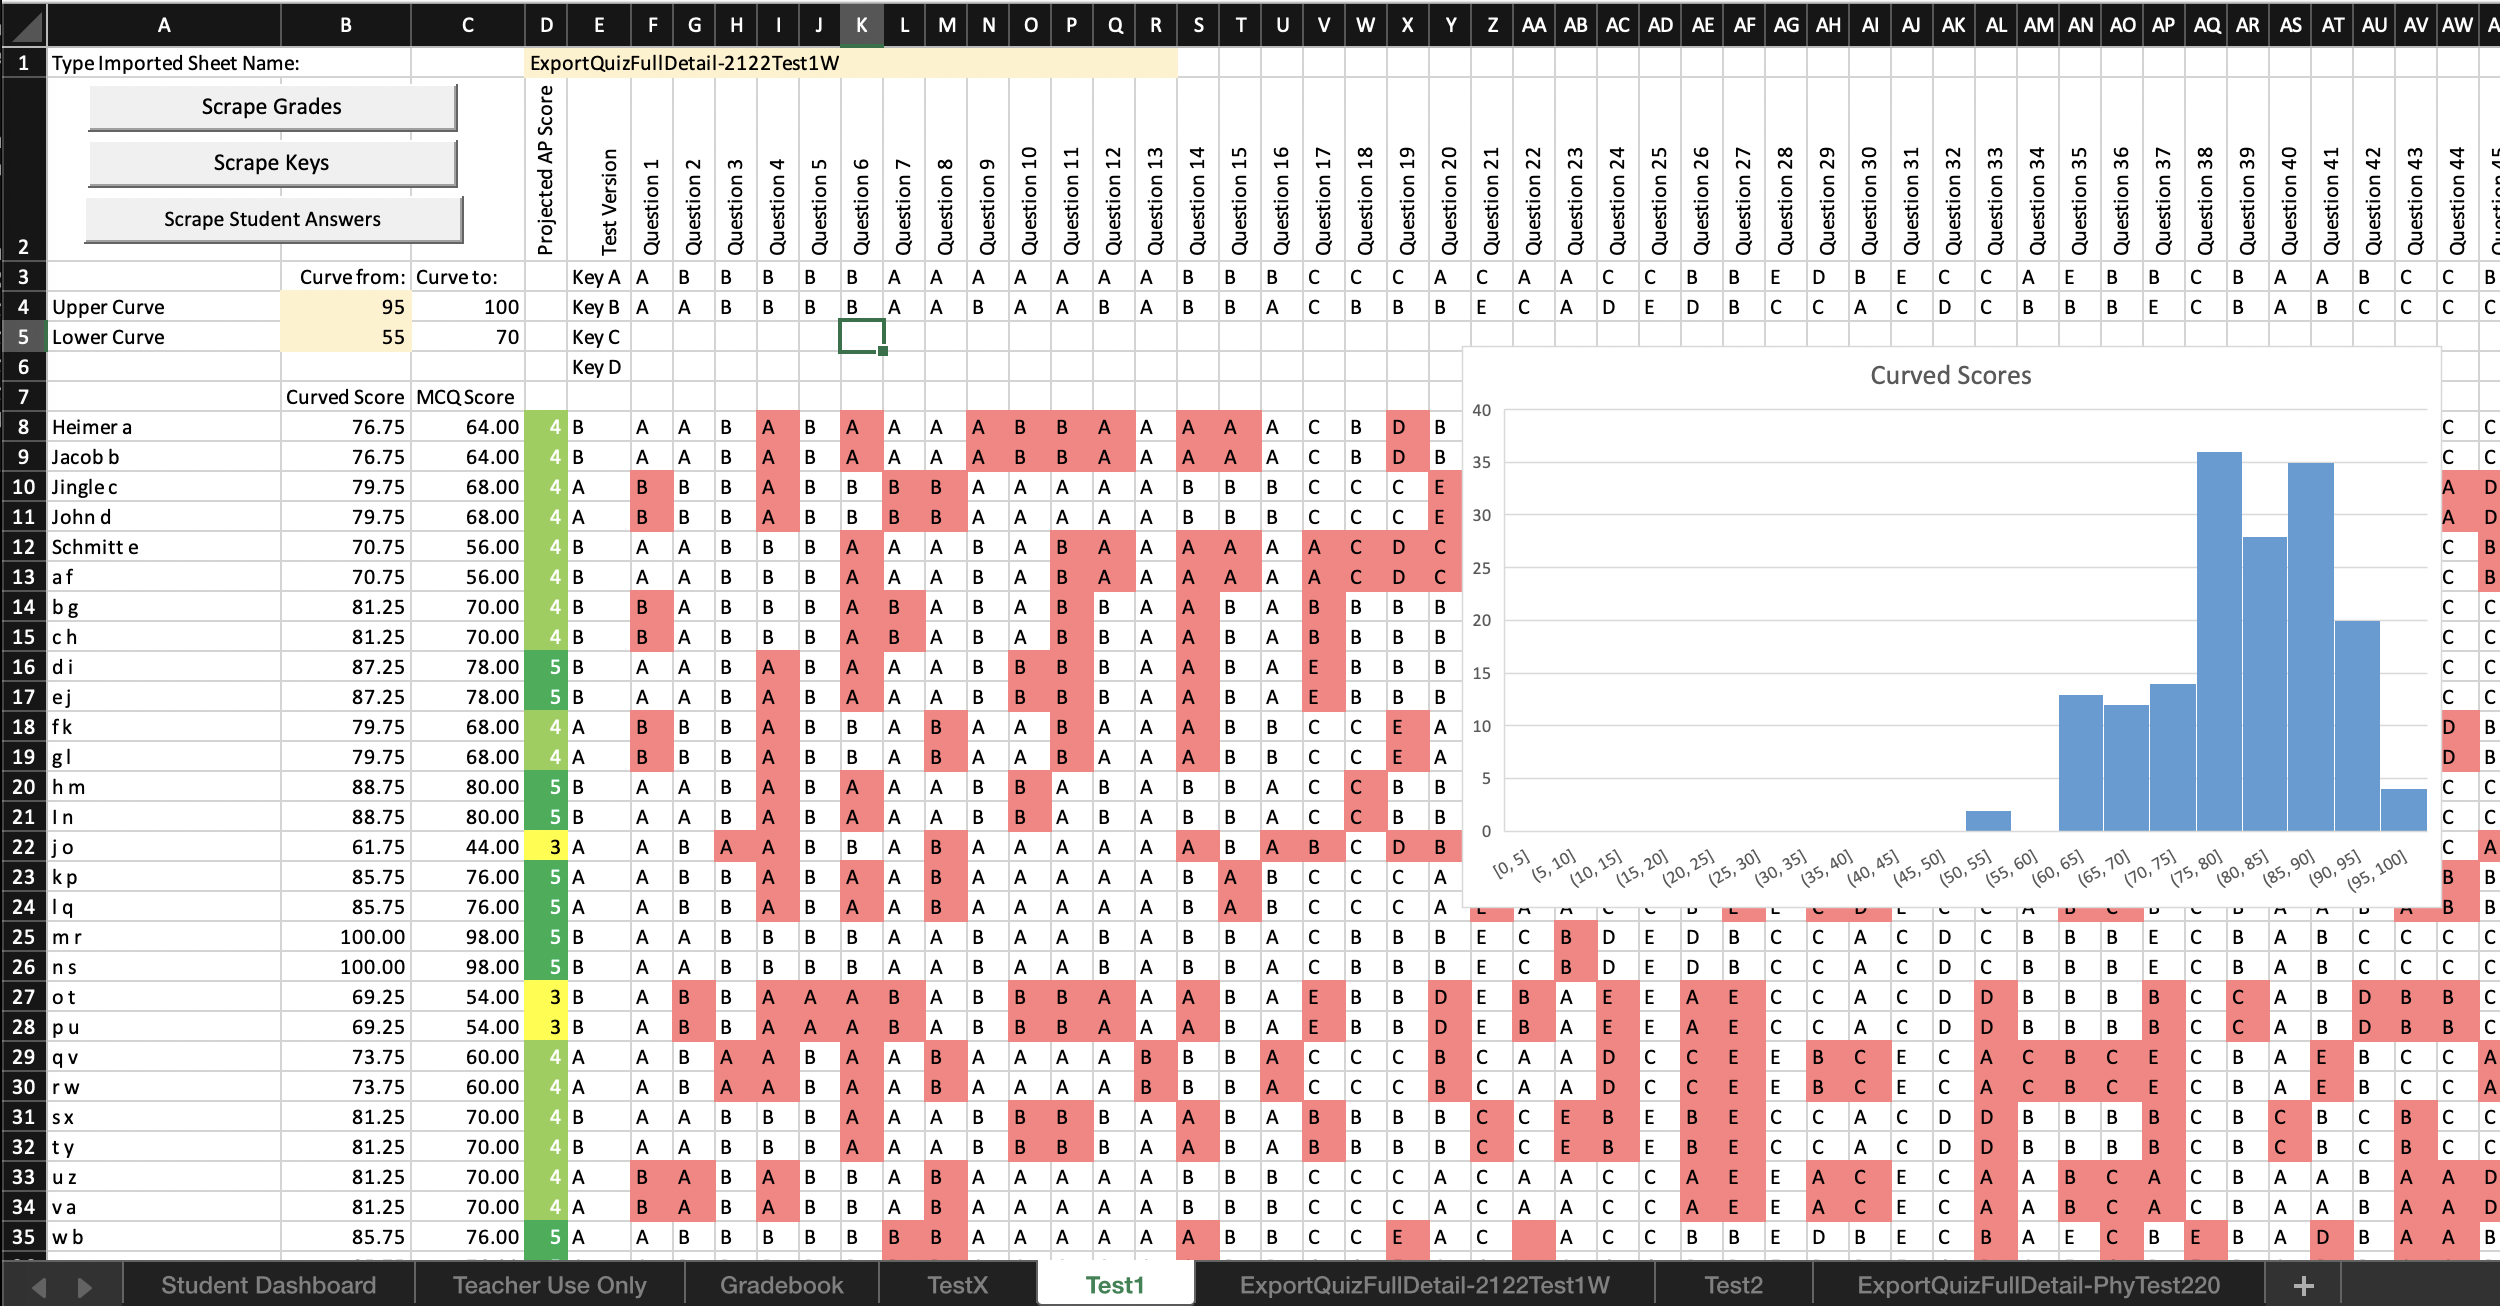 A B C D E F G H I J K L M N O P Q R S T U V W X Y Z AA AB AC AD AE AF AG AH AI AJ AK AL AM AN AO AP AQ AR AS AT AU AV AW
1 Type Imported Sheet Name: ExportQuizFullDetail-2122Test1W
Scrape Grades
Scrape Keys
Scrape Student Answers
2 Projected AP Score Test Version Question 1 Question 2 Question 3 Question 4 Question 5 Question 6 Question 7 Question 8 Question 9 Question 10 Question 11 Question 12 Question 13 Question 14 Question 15 Question 16 Question 17 Question 18 Question 19 Question 20 Question 21 Question 22 Question 23 Question 24 Question 25 Question 26 Question 27 Question 28 Question 29 Question 30 Question 31 Question 32 Question 33 Question 34 Question 35 Question 36 Question 37 Question 38 Question 39 Question 40 Question 41 Question 42 Question 43 Question 44
3 Curve from: Curve to: Key A A B B B B B A A A A A A A B B B C C C A C A A C C B B E D B E C C A E B B C B A A B C C B
4 Upper Curve 95 100 Key B A A B B B B A A B A A B A B B A C B B B E C A D E D B C C A C D C B B B E C B A B C C C C
5 Lower Curve 55 70 Key C
6 Key D
7 Curved Score MCQ Score
8 Heimer a 76.75 64.00 4 B A A B A B A A A A B B A A A A A C B D B C C
9 Jacob b 76.75 64.00 4 B A A B A B A A A A B B A A A A A C B D B C C
10 Jingle c 79.75 68.00 4 A B B B A B B B B A A A A A B B B C C C E A D
11 John d 79.75 68.00 4 A B B B A B B B B A A A A A B B B C C C E A D
12 Schmitt e 70.75 56.00 4 B A A B B B A A A B A B A A A A A A C D C C B
13 a f 70.75 56.00 4 B A A B B B A A A B A B A A A A A A C D C C B
14 b g 81.25 70.00 4 B B A B B B A B A B A B B A A B A B B B B C C
15 c h 81.25 70.00 4 B B A B B B A B A B A B B A A B A B B B B C C
16 d i 87.25 78.00 5 B A A B A B A A A B B B B A A B A E B B B C C
17 e j 87.25 78.00 5 B A A B A B A A A B B B B A A B A E B B B C C
18 f k 79.75 68.00 4 A B B B A B B A B A A B A A A B B C C E A D B
19 g l 79.75 68.00 4 A B B B A B B A B A A B A A A B B C C E A D B
20 h m 88.75 80.00 5 B A A B A B A A A B B A B A B B A C C B B C C
21 I n 88.75 80.00 5 B A A B A B A A A B B A B A B B A C C B B C C
22 j o 61.75 44.00 3 A A B A A B B A B A A A A A A B A B C D B C A
23 k p 85.75 76.00 5 A A B B A B A A B A A A A A B A B C C C A B B
24 l q 85.75 76.00 5 A A B B A B A A B A A A A A B A B C C C A B B
25 m r 100.00 98.00 5 B A A B B B B A A B A A B A B B A C B B B E C B D E D B C C A C D C B B B E C B A B C C C C
26 n s 100.00 98.00 5 B A A B B B B A A B A A B A B B A C B B B E C B D E D B C C A C D C B B B E C B A B C C C C
27 o t 69.25 54.00 3 B A B B A A A B A B B B A A A B A E B B D E B A E E A E C C A C D D B B B B C C A B D B B C
28 p u 69.25 54.00 3 B A B B A A A B A B B B A A A B A E B B D E B A E E A E C C A C D D B B B B C C A B D B B C
29 q v 73.75 60.00 4 A A B A A B A A B A A A A B B B A C C C B C A A D C C E E B C E C A C B C E C B A E B C C A
30 r w 73.75 60.00 4 A A B A A B A A B A A A A B B B A C C C B C A A D C C E E B C E C A C B C E C B A E B C C A
31 s x 81.25 70.00 4 B A A B B B A A A B B B B A A B A B B B B C C E B E B E C C A C D D B B B B C B C B C B C C
32 t y 81.25 70.00 4 B A A B B B A A A B B B B A A B A B B B B C C E B E B E C C A C D D B B B B C B C B C B C C
33 u z 81.25 70.00 4 A B A B A B B A B A A A A A B B B C C C A C A A C C A E E A C E C A A B C A C B A A B A A D
34 v a 81.25 70.00 4 A B A B A B B A B A A A A A B B B C C C A C A A C C A E E A C E C A A B C A C B A A B A A D
35 w b 85.75 76.00 5 A A B B B B B B B A A A A A A B B C C E A C A C C B B E D B E C B A E C B E B A D B A A B
Curved Scores
40
35
30
25
20
15
10
5
0
[0, 5] (5, 10] (10, 15] (15, 20] (20, 25] (25, 30] (30, 35] (35, 40] (40, 45] (45, 50] (50, 55] (55, 60] (60, 65] (65, 70] (70, 75] (75, 80] (80, 85] (85, 90] (90, 95] (95, 100]
Student Dashboard Teacher Use Only Gradebook TestX Test1 ExportQuizFullDetail-2122Test1W Test2 ExportQuizFullDetail-PhyTest220 +